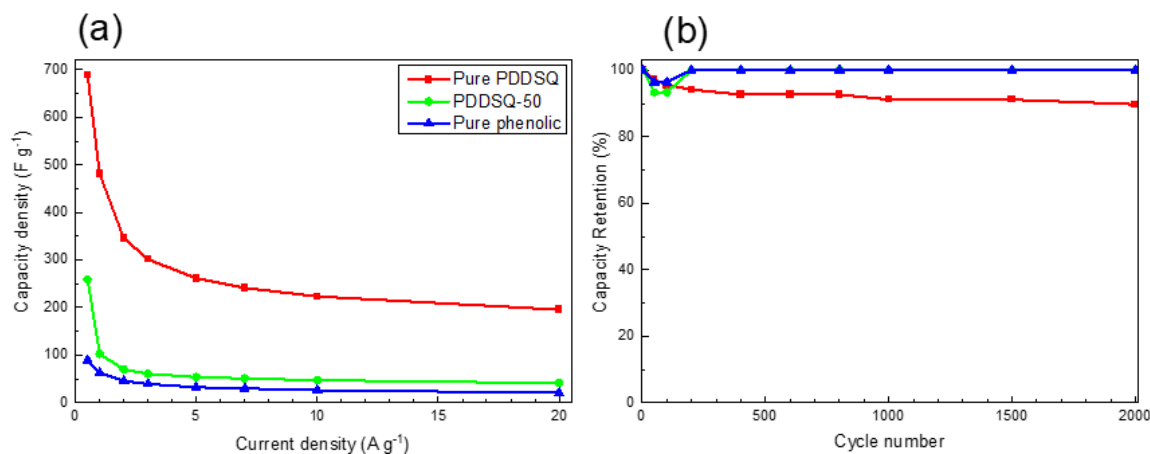 (a)
700
600
500
400
300
200
100
0
Capacity density (F g⁻¹)
0 5 10 15 20
Current density (A g⁻¹)
Pure PDDSQ
PDDSQ-50
Pure phenolic
(b)
100
80
60
40
20
0
Capacity Retention (%)
0 500 1000 1500 2000
Cycle number